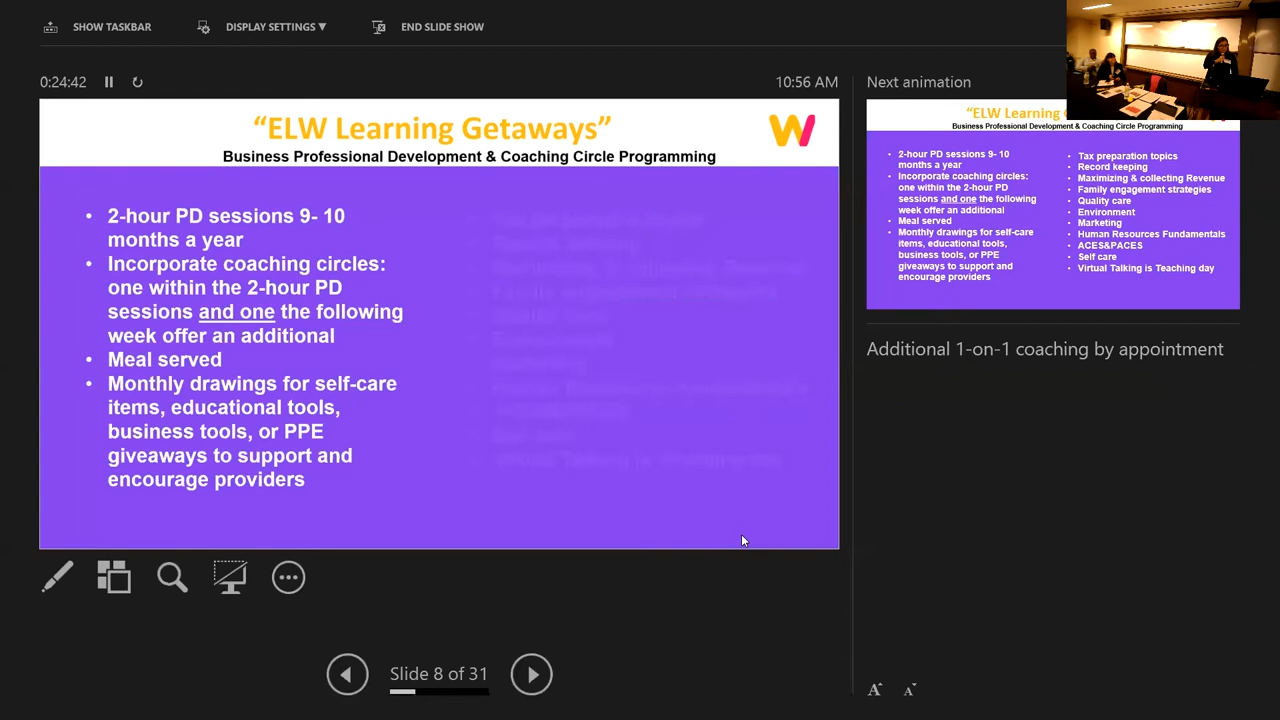 SHOW TASKBAR
DISPLAY SETTINGS ▼
END SLIDE SHOW
0:24:42
10:56 AM
“ELW Learning Getaways”
Business Professional Development & Coaching Circle Programming
• 2-hour PD sessions 9- 10
months a year
• Incorporate coaching circles:
one within the 2-hour PD
sessions and one the following
week offer an additional
• Meal served
• Monthly drawings for self-care
items, educational tools,
business tools, or PPE
giveaways to support and
encourage providers
Slide 8 of 31
Next animation
“ELW Learning
Business Professional Development & Coaching Circle Programming
• 2-hour PD sessions 9- 10
months a year
• Incorporate coaching circles:
one within the 2-hour PD
sessions and one the following
week offer an additional
• Meal served
• Monthly drawings for self-care
items, educational tools,
business tools, or PPE
giveaways to support and
encourage providers
• Tax preparation topics
• Record keeping
• Maximizing & collecting Revenue
• Family engagement strategies
• Quality care
• Environment
• Marketing
• Human Resources Fundamentals
• ACES&PACES
• Self care
• Virtual Talking is Teaching day
Additional 1-on-1 coaching by appointment
A A